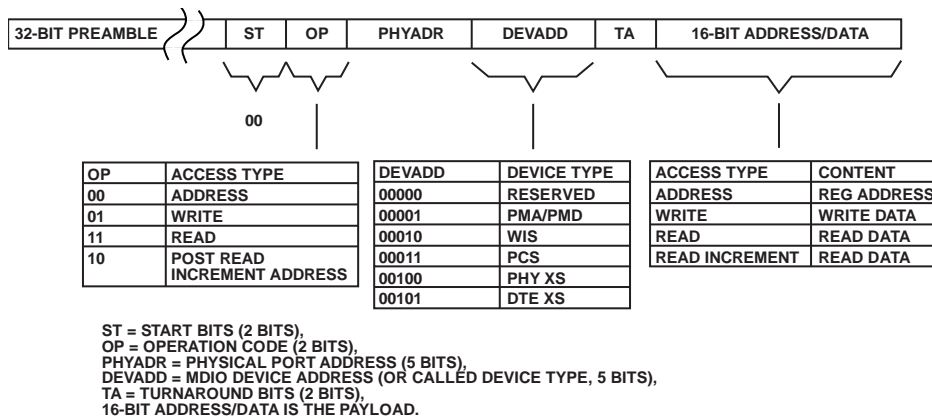 32-BIT PREAMBLE ST OP PHYADR DEVADD TA 16-BIT ADDRESS/DATA
00
OP ACCESS TYPE
00 ADDRESS
01 WRITE
11 READ
10 POST READ
INCREMENT ADDRESS
DEVADD DEVICE TYPE
00000 RESERVED
00001 PMA/PMD
00010 WIS
00011 PCS
00100 PHY XS
00101 DTE XS
ACCESS TYPE CONTENT
ADDRESS REG ADDRESS
WRITE WRITE DATA
READ READ DATA
READ INCREMENT READ DATA
ST = START BITS (2 BITS),
OP = OPERATION CODE (2 BITS),
PHYADR = PHYSICAL PORT ADDRESS (5 BITS),
DEVADD = MDIO DEVICE ADDRESS (OR CALLED DEVICE TYPE, 5 BITS),
TA = TURNAROUND BITS (2 BITS),
16-BIT ADDRESS/DATA IS THE PAYLOAD.